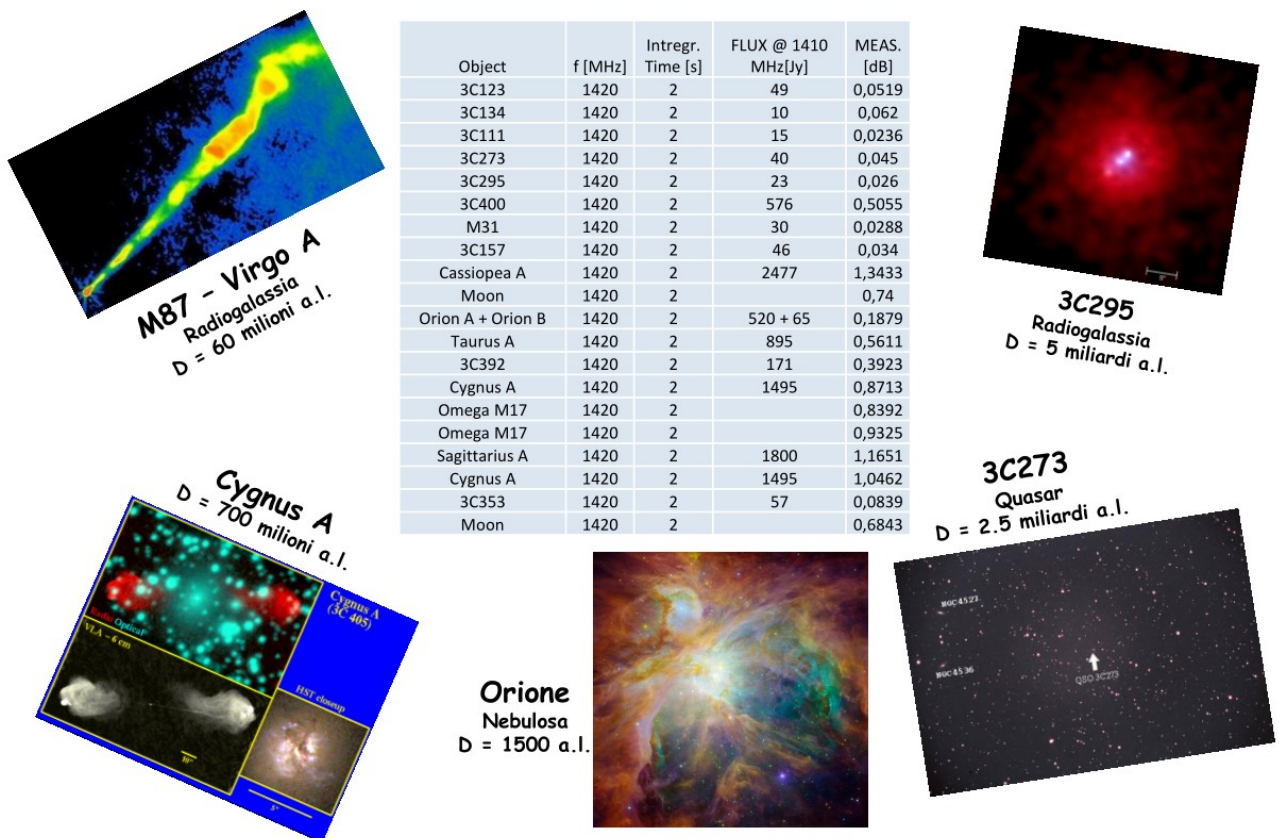 M87 - Virgo A
Radiogalassia
D = 60 milioni a.l.
Object f [MHz] Intregr. Time [s] FLUX @ 1410 MHz[Jy] MEAS. [dB]
3C123 1420 2 49 0,0519
3C134 1420 2 10 0,062
3C111 1420 2 15 0,0236
3C273 1420 2 40 0,045
3C295 1420 2 23 0,026
3C400 1420 2 576 0,5055
M31 1420 2 30 0,0288
3C157 1420 2 46 0,034
Cassiopea A 1420 2 2477 1,3433
Moon 1420 2 0,74
Orion A + Orion B 1420 2 520 + 65 0,1879
Taurus A 1420 2 895 0,5611
3C392 1420 2 171 0,3923
Cygnus A 1420 2 1495 0,8713
Omega M17 1420 2 0,8392
Omega M17 1420 2 0,9325
Sagittarius A 1420 2 1800 1,1651
Cygnus A 1420 2 1495 1,0462
3C353 1420 2 57 0,0839
Moon 1420 2 0,6843
3C295
Radiogalassia
D = 5 miliardi a.l.
Cygnus A
D = 700 milioni a.l.
Cygnus A
(3C 405)
Radio Optical
VLA - 6 cm
10"
HST closeup
5"
Orione
Nebulosa
D = 1500 a.l.
3C273
Quasar
D = 2.5 miliardi a.l.
NGC4527
NGC4536
QSO 3C273